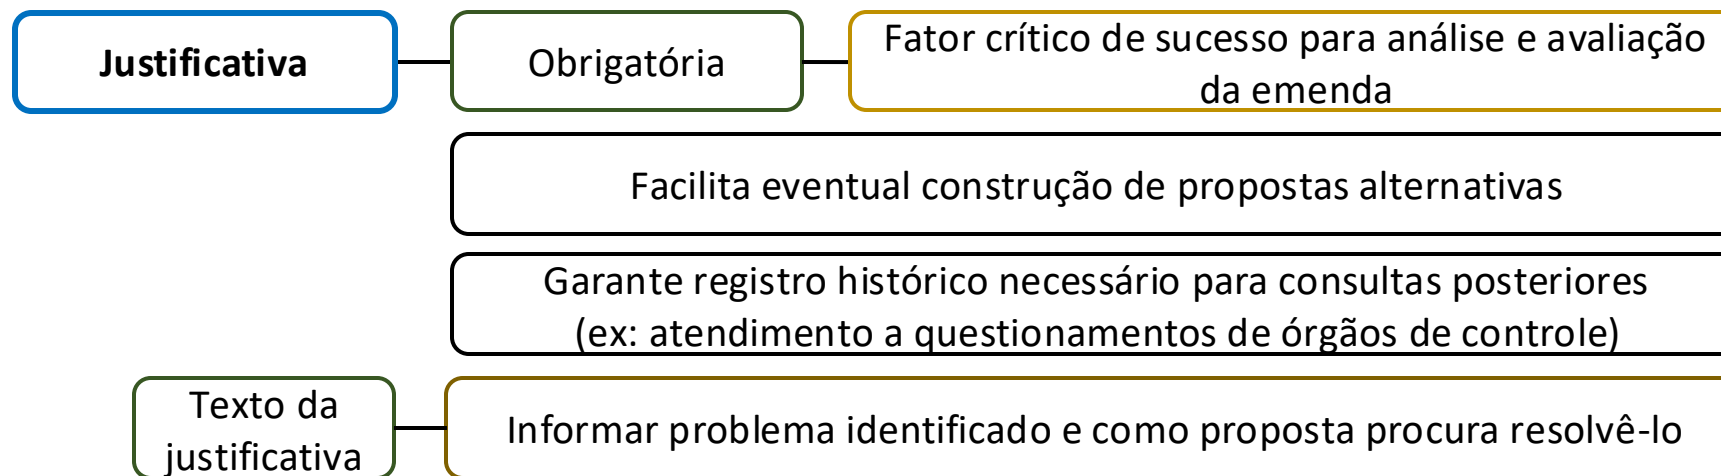 Justificativa
Obrigatória
Fator crítico de sucesso para análise e avaliação
da emenda
Facilita eventual construção de propostas alternativas
Garante registro histórico necessário para consultas posteriores
(ex: atendimento a questionamentos de órgãos de controle)
Texto da
justificativa
Informar problema identificado e como proposta procura resolvê-lo